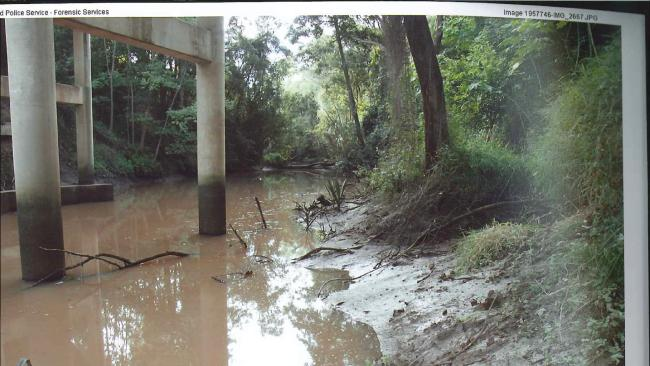 d Police Service - Forensic Services
Image 1957746-IMG_2667.JPG